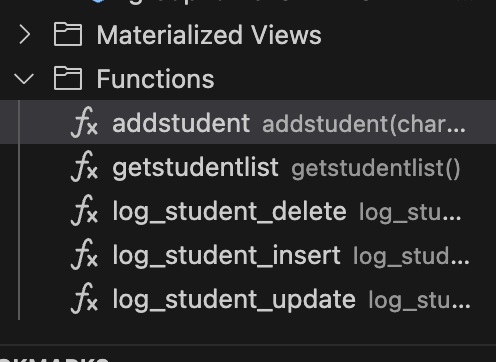 Materialized Views
Functions
addstudent addstudent(char...
getstudentlist getstudentlist()
log_student_delete log_stu...
log_student_insert log_stud...
log_student_update log_stu...